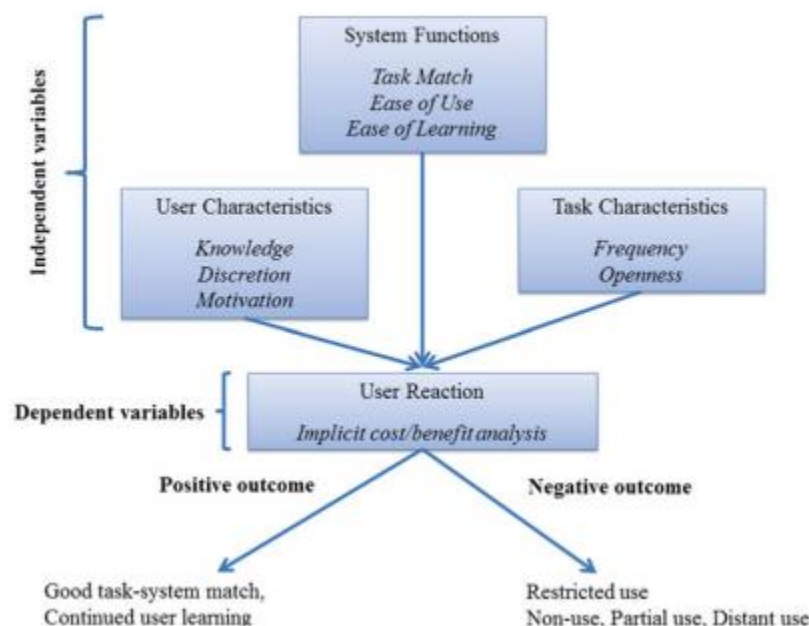 System Functions
Task Match
Ease of Use
Ease of Learning
Independent variables
User Characteristics
Knowledge
Discretion
Motivation
Task Characteristics
Frequency
Openness
Dependent variables
User Reaction
Implicit cost/benefit analysis
Positive outcome
Negative outcome
Good task-system match,
Continued user learning
Restricted use
Non-use, Partial use, Distant use